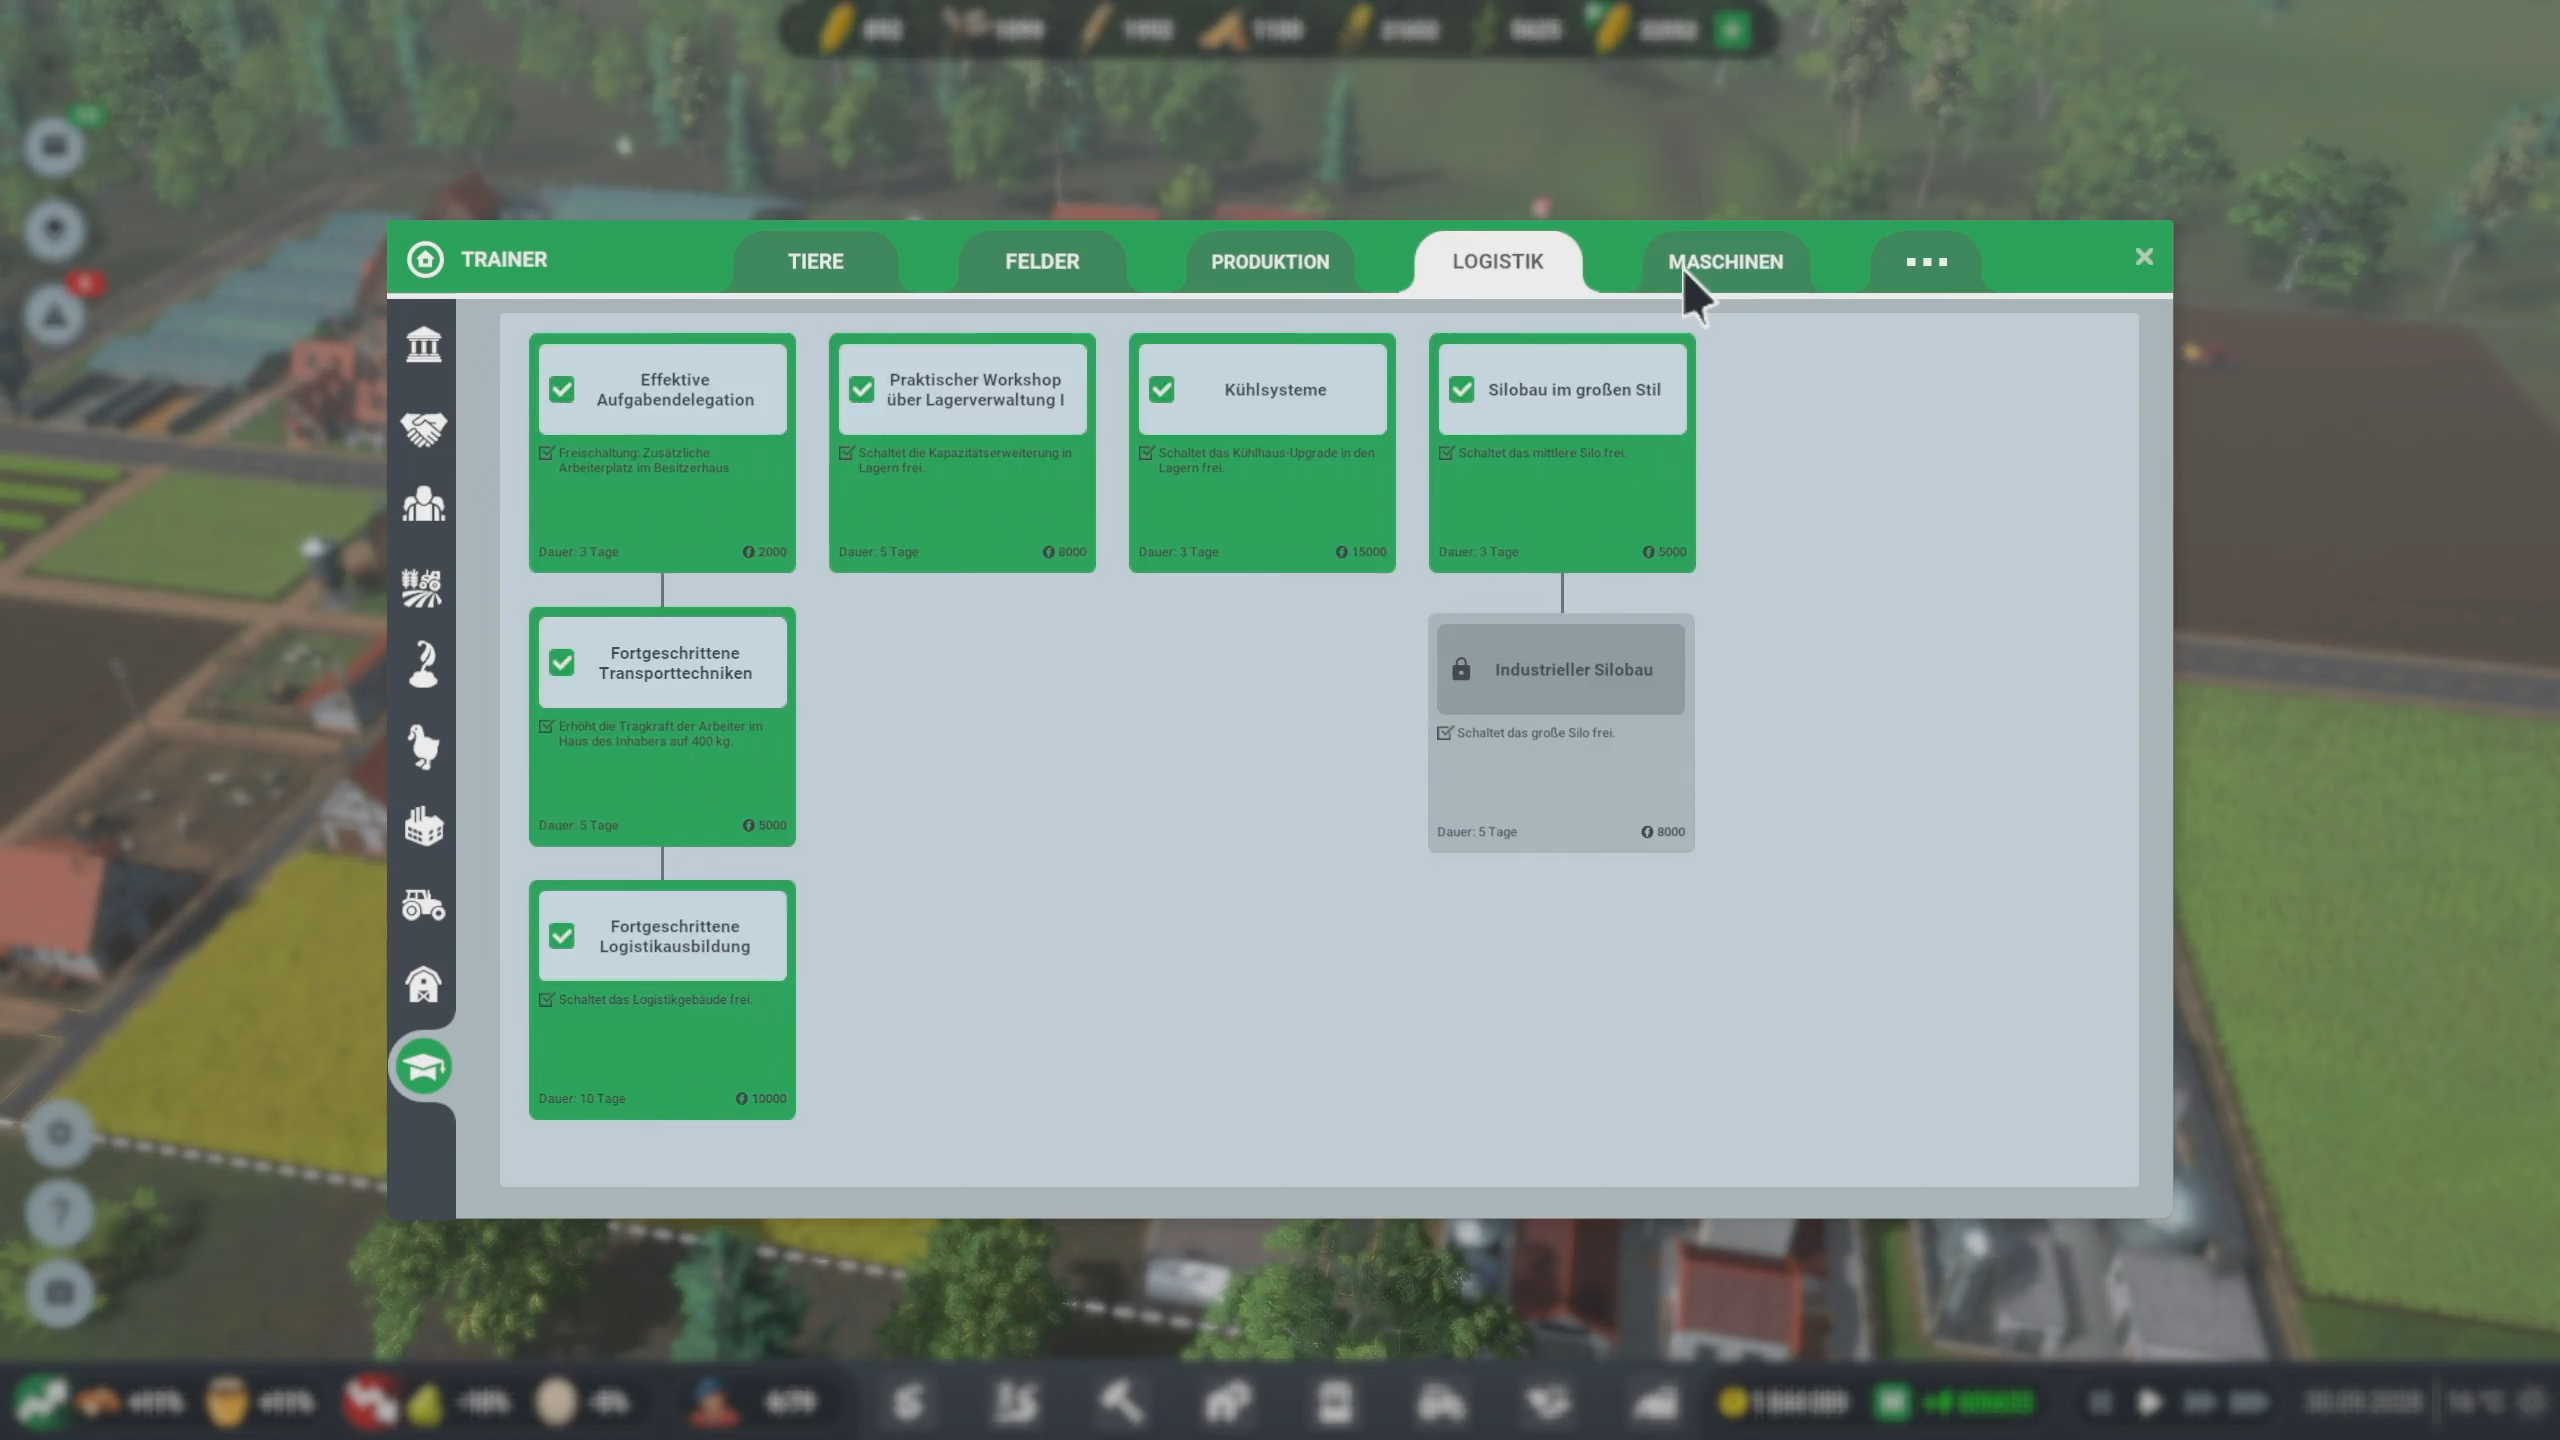 TRAINER
TIERE
FELDER
PRODUKTION
LOGISTIK
MASCHINEN
Effektive
Aufgabendelegation
Freischaltung: Zusätzliche
Arbeiterplatz im Besitzerhaus
Dauer: 3 Tage
2000
Praktischer Workshop
über Lagerverwaltung I
Schaltet die Kapazitätserweiterung in
Lagern frei.
Dauer: 5 Tage
8000
Kühlsysteme
Schaltet das Kühlhaus-Upgrade in den
Lagern frei.
Dauer: 3 Tage
15000
Silobau im großen Stil
Schaltet das mittlere Silo frei.
Dauer: 3 Tage
5000
Fortgeschrittene
Transporttechniken
Erhöht die Tragkraft der Arbeiter im
Haus des Inhabers auf 400 kg.
Dauer: 5 Tage
5000
Industrieller Silobau
Schaltet das große Silo frei.
Dauer: 5 Tage
8000
Fortgeschrittene
Logistikausbildung
Schaltet das Logistikgebäude frei.
Dauer: 10 Tage
10000